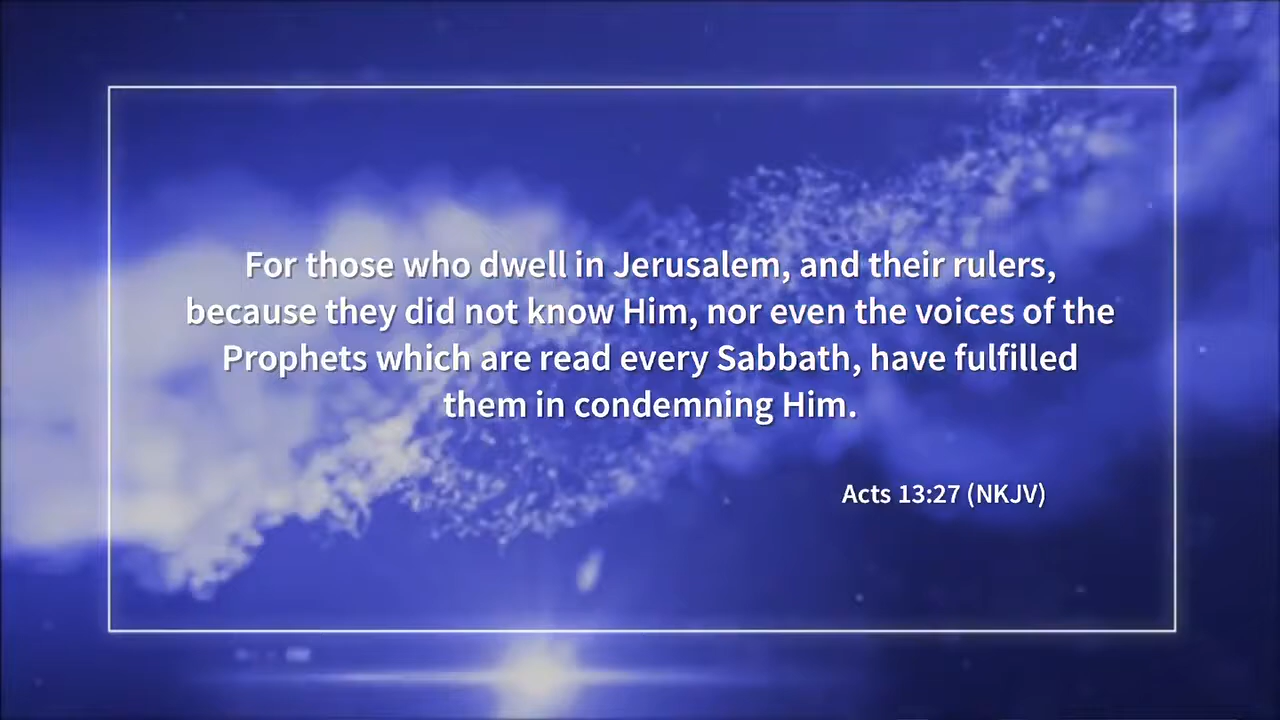 For those who dwell in Jerusalem, and their rulers,
because they did not know Him, nor even the voices of the
Prophets which are read every Sabbath, have fulfilled
them in condemning Him.
Acts 13:27 (NKJV)